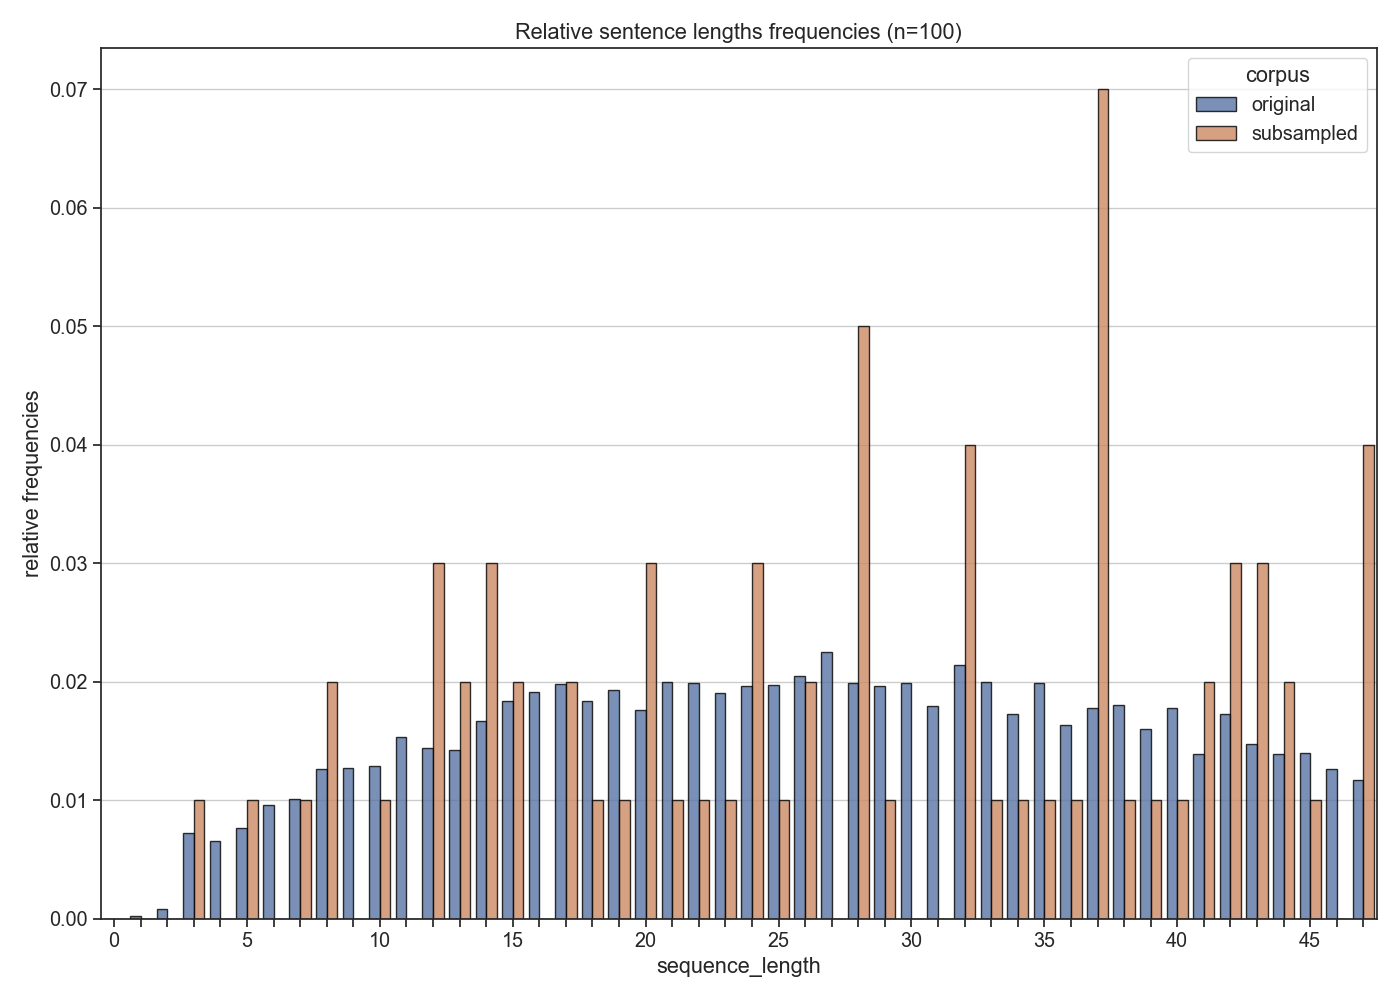 Relative sentence lengths frequencies (n=100)
corpus
original
subsampled
relative frequencies
0.07
0.06
0.05
0.04
0.03
0.02
0.01
0.00
0 5 10 15 20 25 30 35 40 45
sequence_length